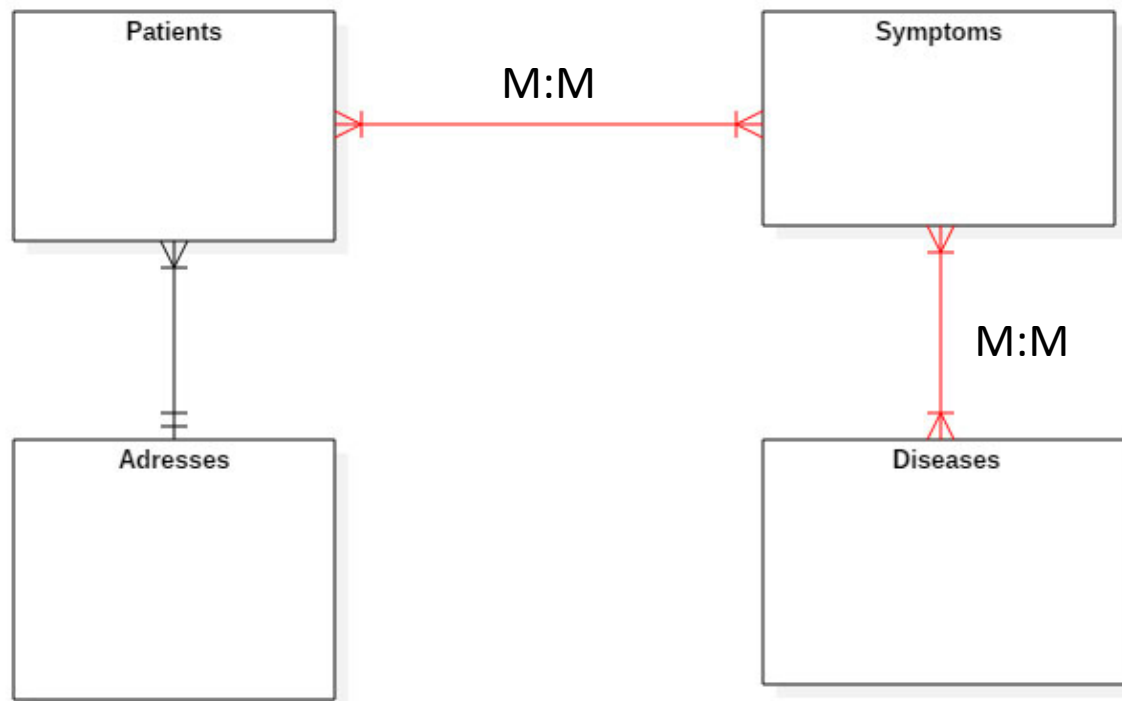 Patients
Symptoms
M:M
M:M
Adresses
Diseases